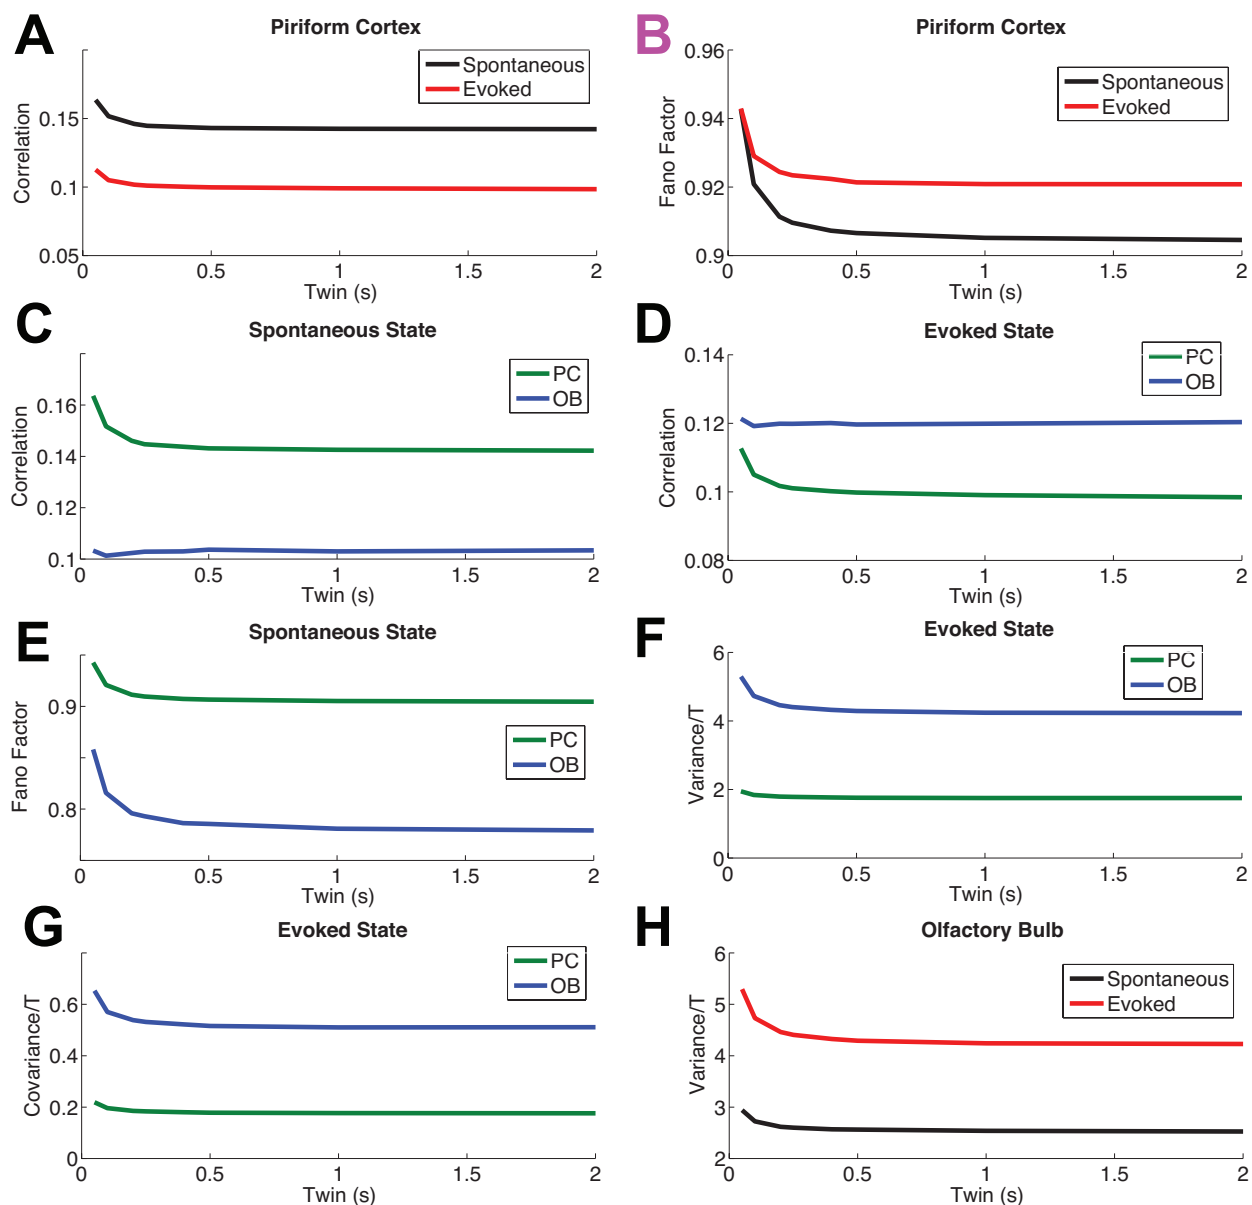 A
Piriform Cortex
Spontaneous
Evoked
Correlation
0.15
0.1
0.05
0
0.5
1
1.5
2
Twin (s)
B
Piriform Cortex
Spontaneous
Evoked
Fano Factor
0.96
0.94
0.92
0.9
0
0.5
1
1.5
2
Twin (s)
C
Spontaneous State
PC
OB
Correlation
0.16
0.14
0.12
0.1
0
0.5
1
1.5
2
Twin (s)
D
Evoked State
PC
OB
Correlation
0.14
0.12
0.1
0.08
0
0.5
1
1.5
2
Twin (s)
E
Spontaneous State
PC
OB
Fano Factor
0.9
0.8
0
0.5
1
1.5
2
Twin (s)
F
Evoked State
PC
OB
Variance/T
6
4
2
0
0
0.5
1
1.5
2
Twin (s)
G
Evoked State
PC
OB
Covariance/T
0.6
0.4
0.2
0
0
0.5
1
1.5
2
Twin (s)
H
Olfactory Bulb
Spontaneous
Evoked
Variance/T
6
5
4
3
2
0
0.5
1
1.5
2
Twin (s)